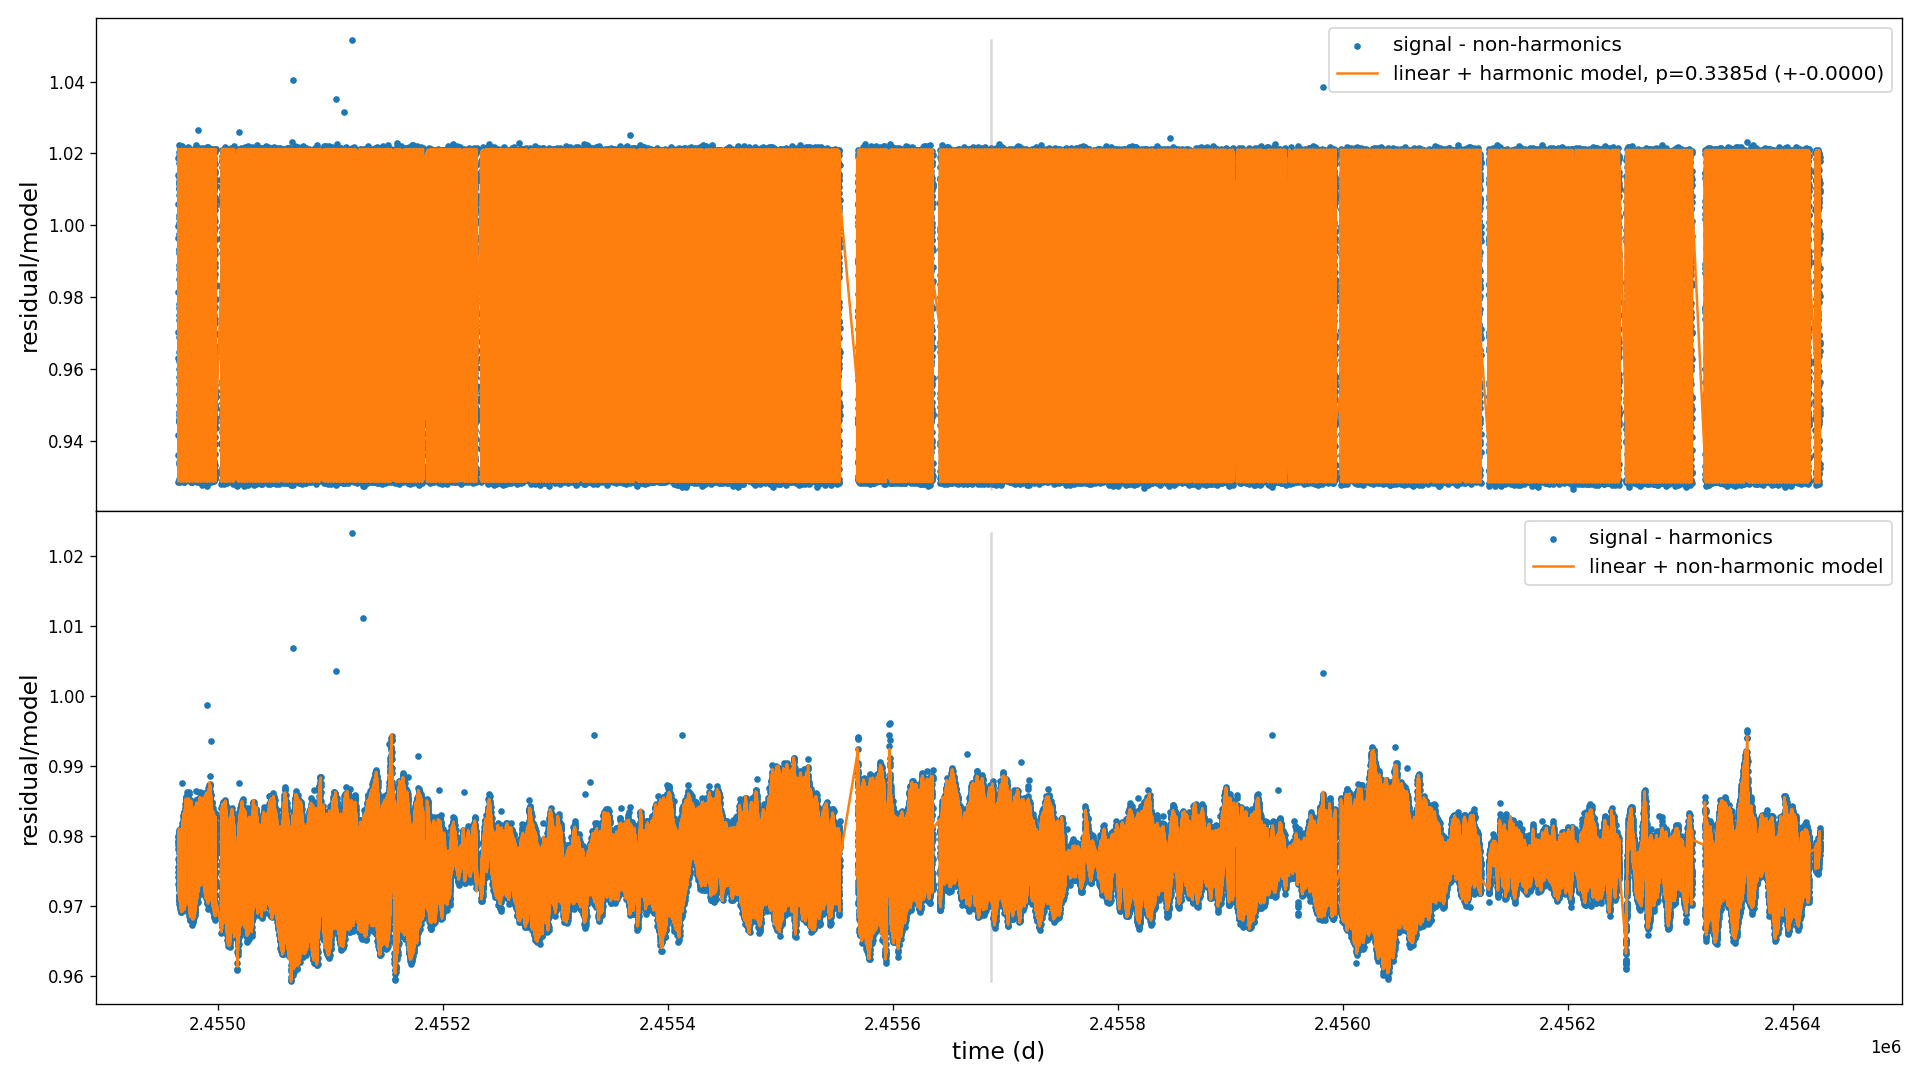 signal - non-harmonics
linear + harmonic model, p=0.3385d (+-0.0000)
residual/model
1.04
1.02
1.00
0.98
0.96
0.94
signal - harmonics
linear + non-harmonic model
residual/model
1.02
1.01
1.00
0.99
0.98
0.97
0.96
2.4550 2.4552 2.4554 2.4556 2.4558 2.4560 2.4562 2.4564
time (d)
1e6